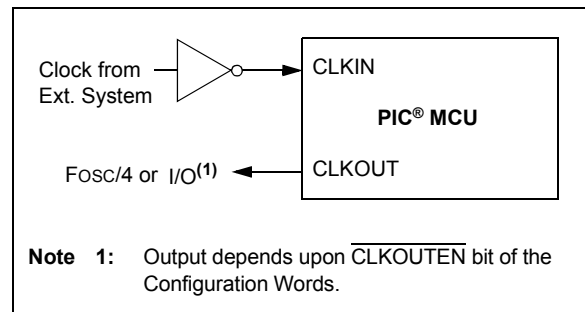 Clock from
Ext. System
CLKIN
PIC® MCU
FOSC/4 or I/O(1)
CLKOUT
Note 1: Output depends upon CLKOUTEN bit of the
Configuration Words.